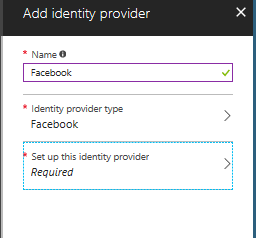 Add identity provider
* Name
Facebook
* Identity provider type
Facebook
* Set up this identity provider
Required